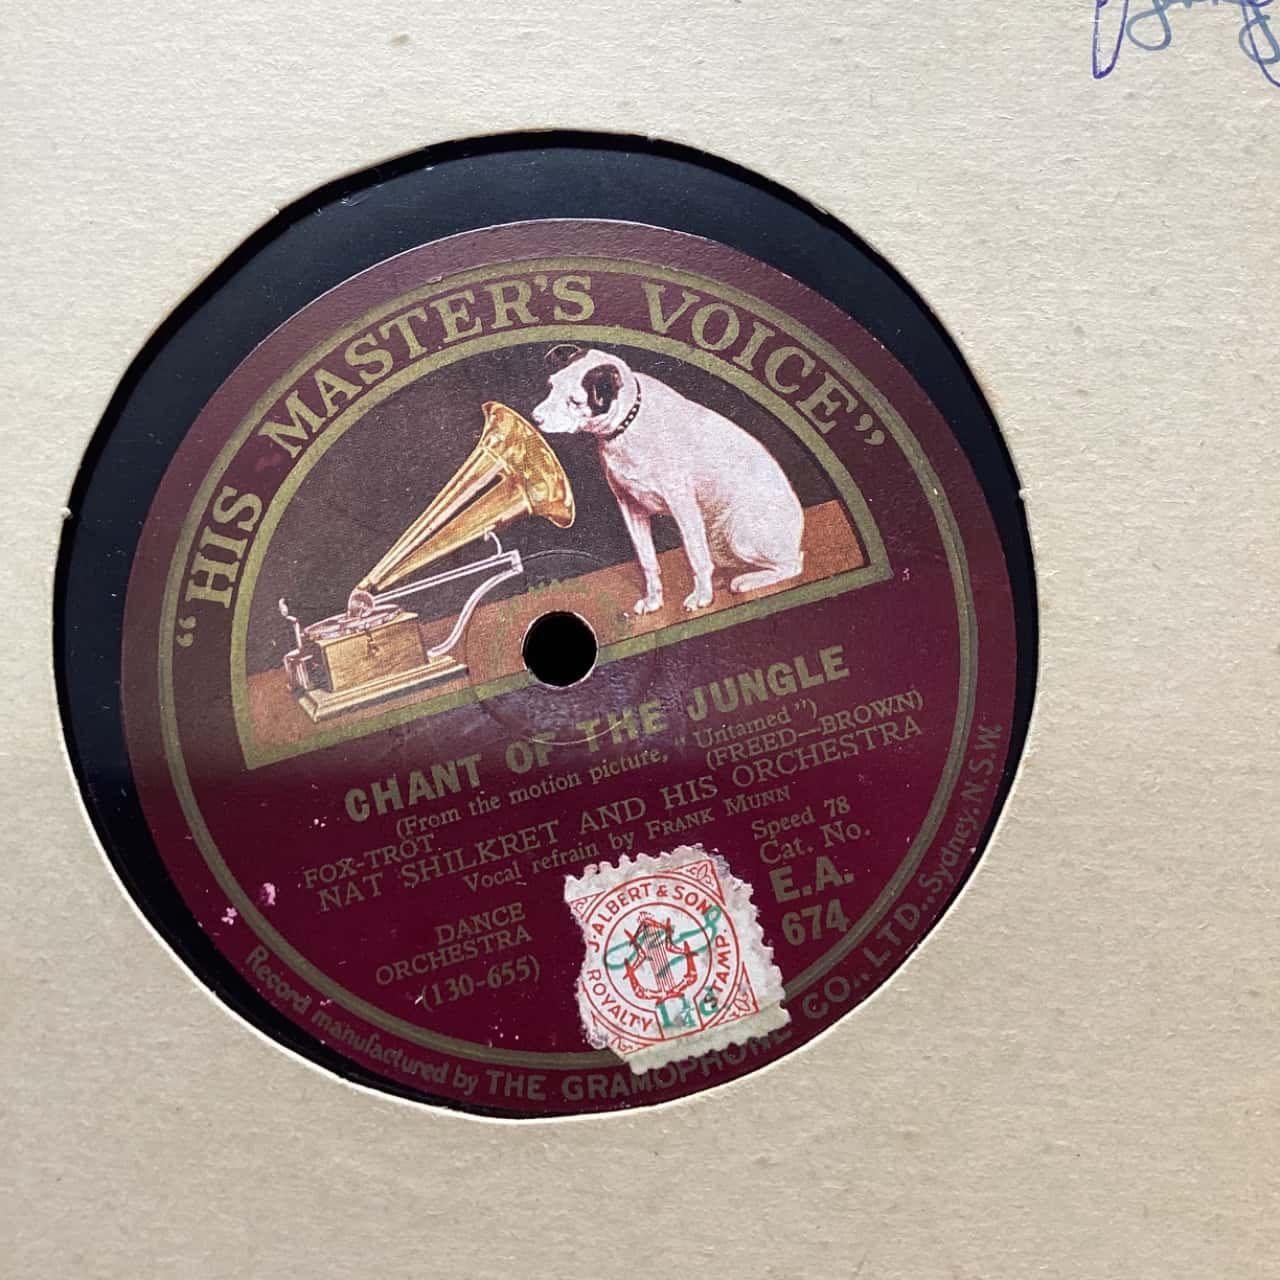 "HIS MASTER'S VOICE"
CHANT OF THE JUNGLE
(From the motion picture, "Untamed")
FOX-TROT (FREED—BROWN)
NAT SHILKRET AND HIS ORCHESTRA
Vocal refrain by FRANK MUNN
DANCE
ORCHESTRA
(130-655)
Speed 78
Cat. No.
E.A.
674
J. ALBERT & SON
ROYALTY STAMP
1¼d
Record manufactured by THE GRAMOPHONE CO., LTD., Sydney, N.S.W.